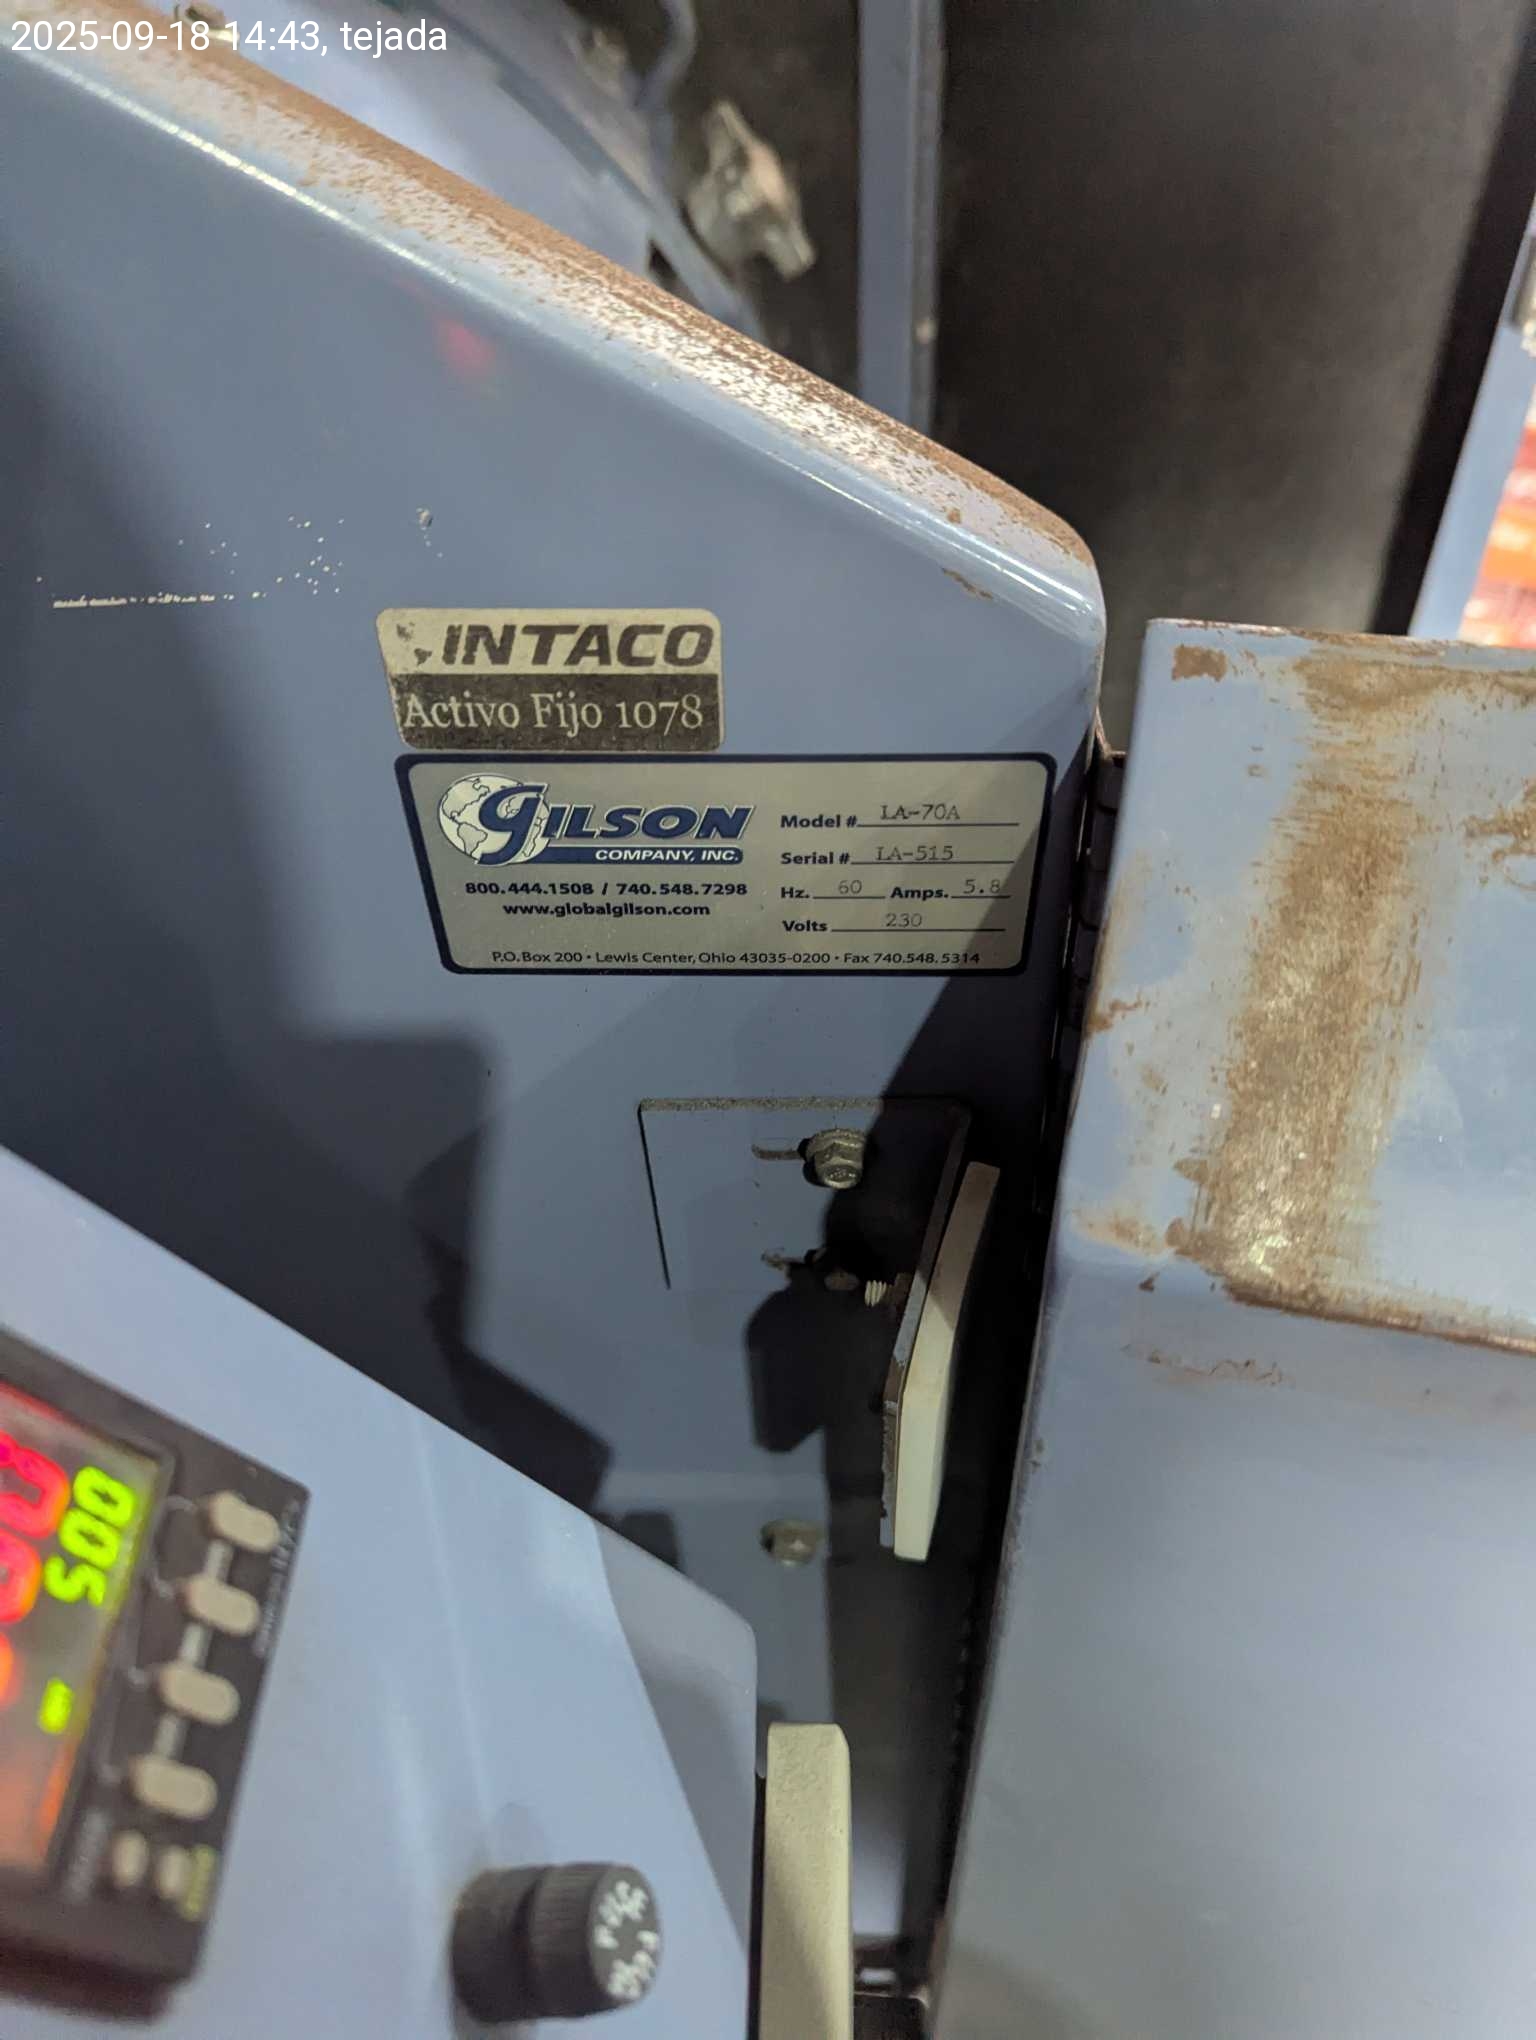 2025-09-18 14:43, tejada
INTACO
Activo Fijo 1078
GILSON
COMPANY, INC.
800.444.1508 / 740.548.7298
www.globalgilson.com
Model # LA-70A
Serial # LA-515
Hz. 60 Amps. 5.8
Volts 230
P.O. Box 200 • Lewis Center, Ohio 43035-0200 • Fax 740.548.5314
500